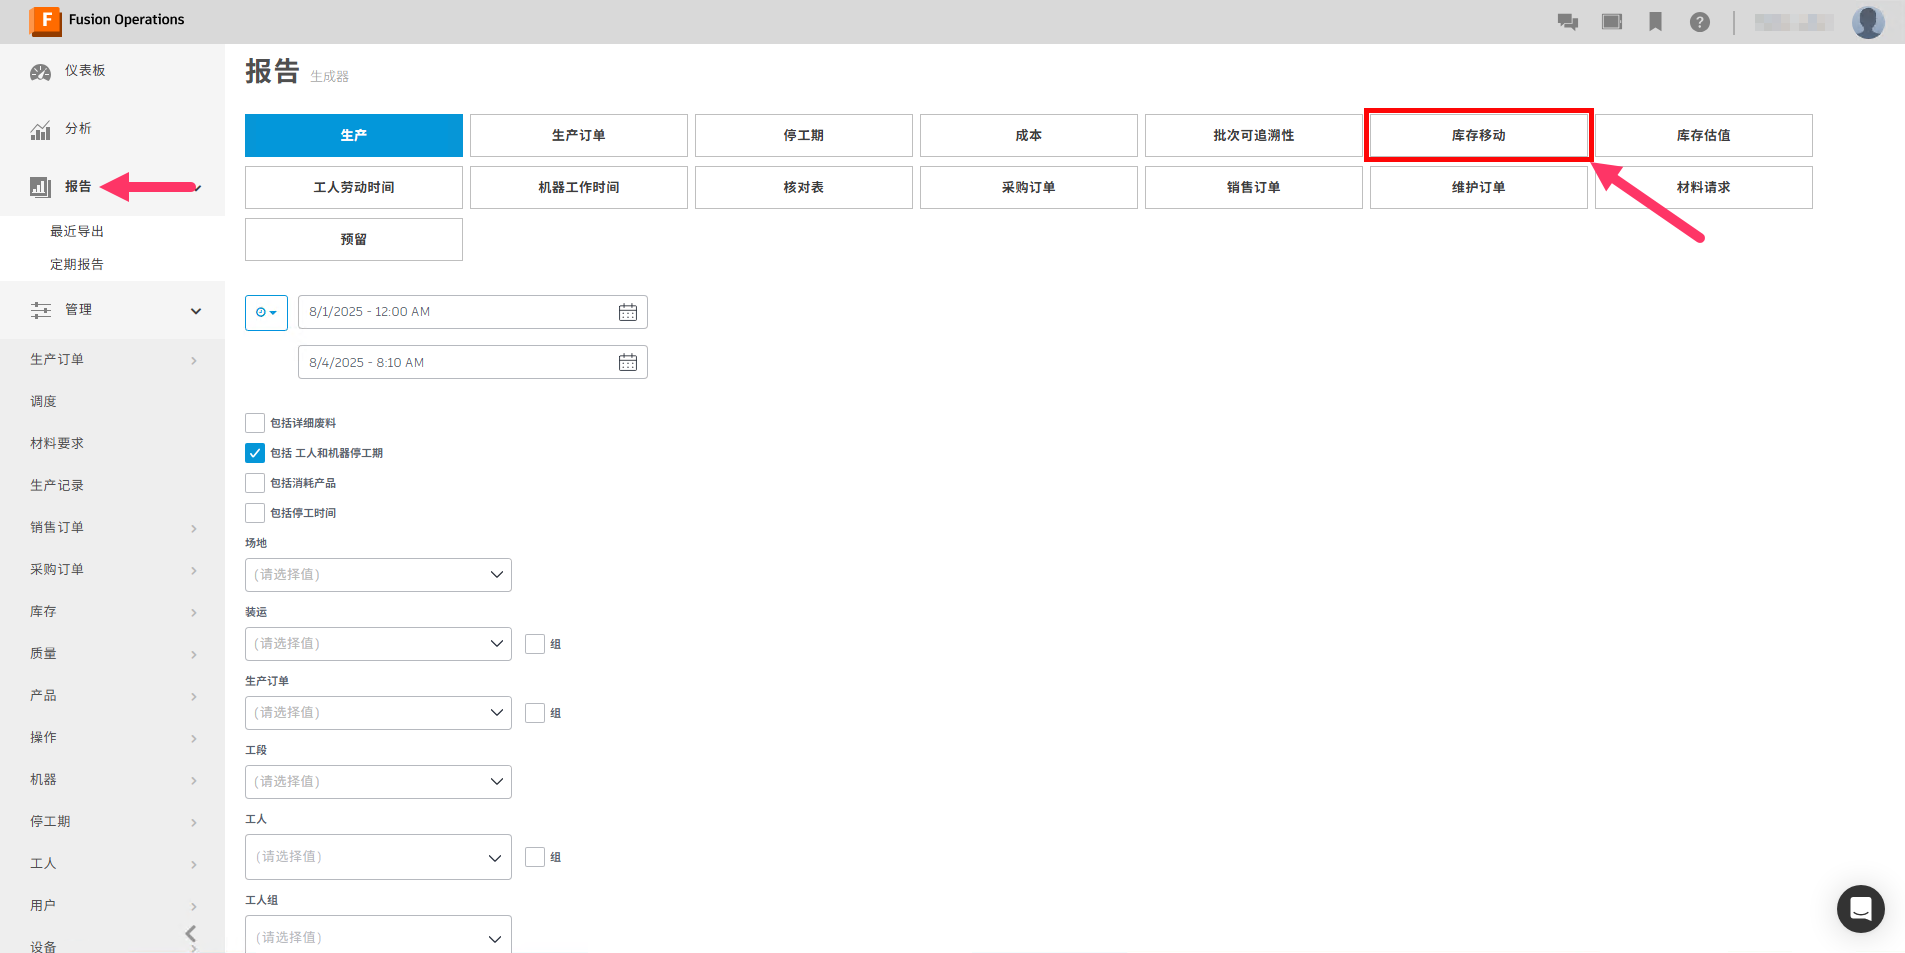 Fusion Operations
仪表板
分析
报告
最近导出
定期报告
管理
生产订单
调度
材料要求
生产记录
销售订单
采购订单
库存
质量
产品
操作
机器
停工期
工人
用户
设备
报告 生成器
生产 生产订单 停工期 成本 批次可追溯性 库存移动 库存估值
工人劳动时间 机器工作时间 核对表 采购订单 销售订单 维护订单 材料请求
预留
8/1/2025 - 12:00 AM
8/4/2025 - 8:10 AM
包括详细废料
包括 工人和机器停工期
包括消耗产品
包括停工时间
场地
(请选择值)
装运
(请选择值) 组
生产订单
(请选择值) 组
工段
(请选择值)
工人
(请选择值) 组
工人组
(请选择值)